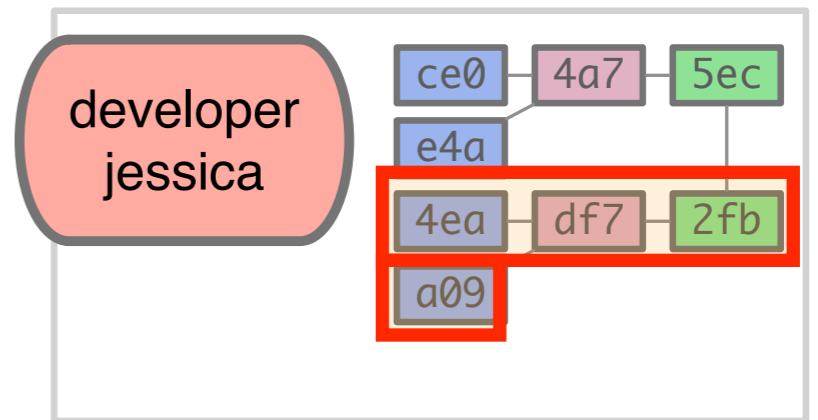 developer
jessica
ce0 4a7 5ec
e4a
4ea df7 2fb
a09